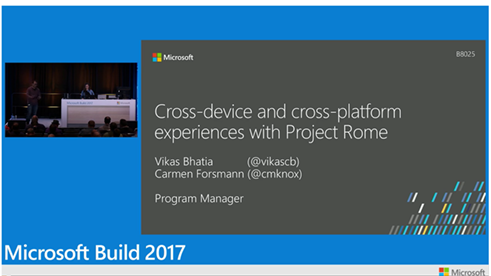 Microsoft
B8025
Cross-device and cross-platform
experiences with Project Rome
Vikas Bhatia (@vikascb)
Carmen Forsmann (@cmknox)
Program Manager
Microsoft Build 2017
Microsoft